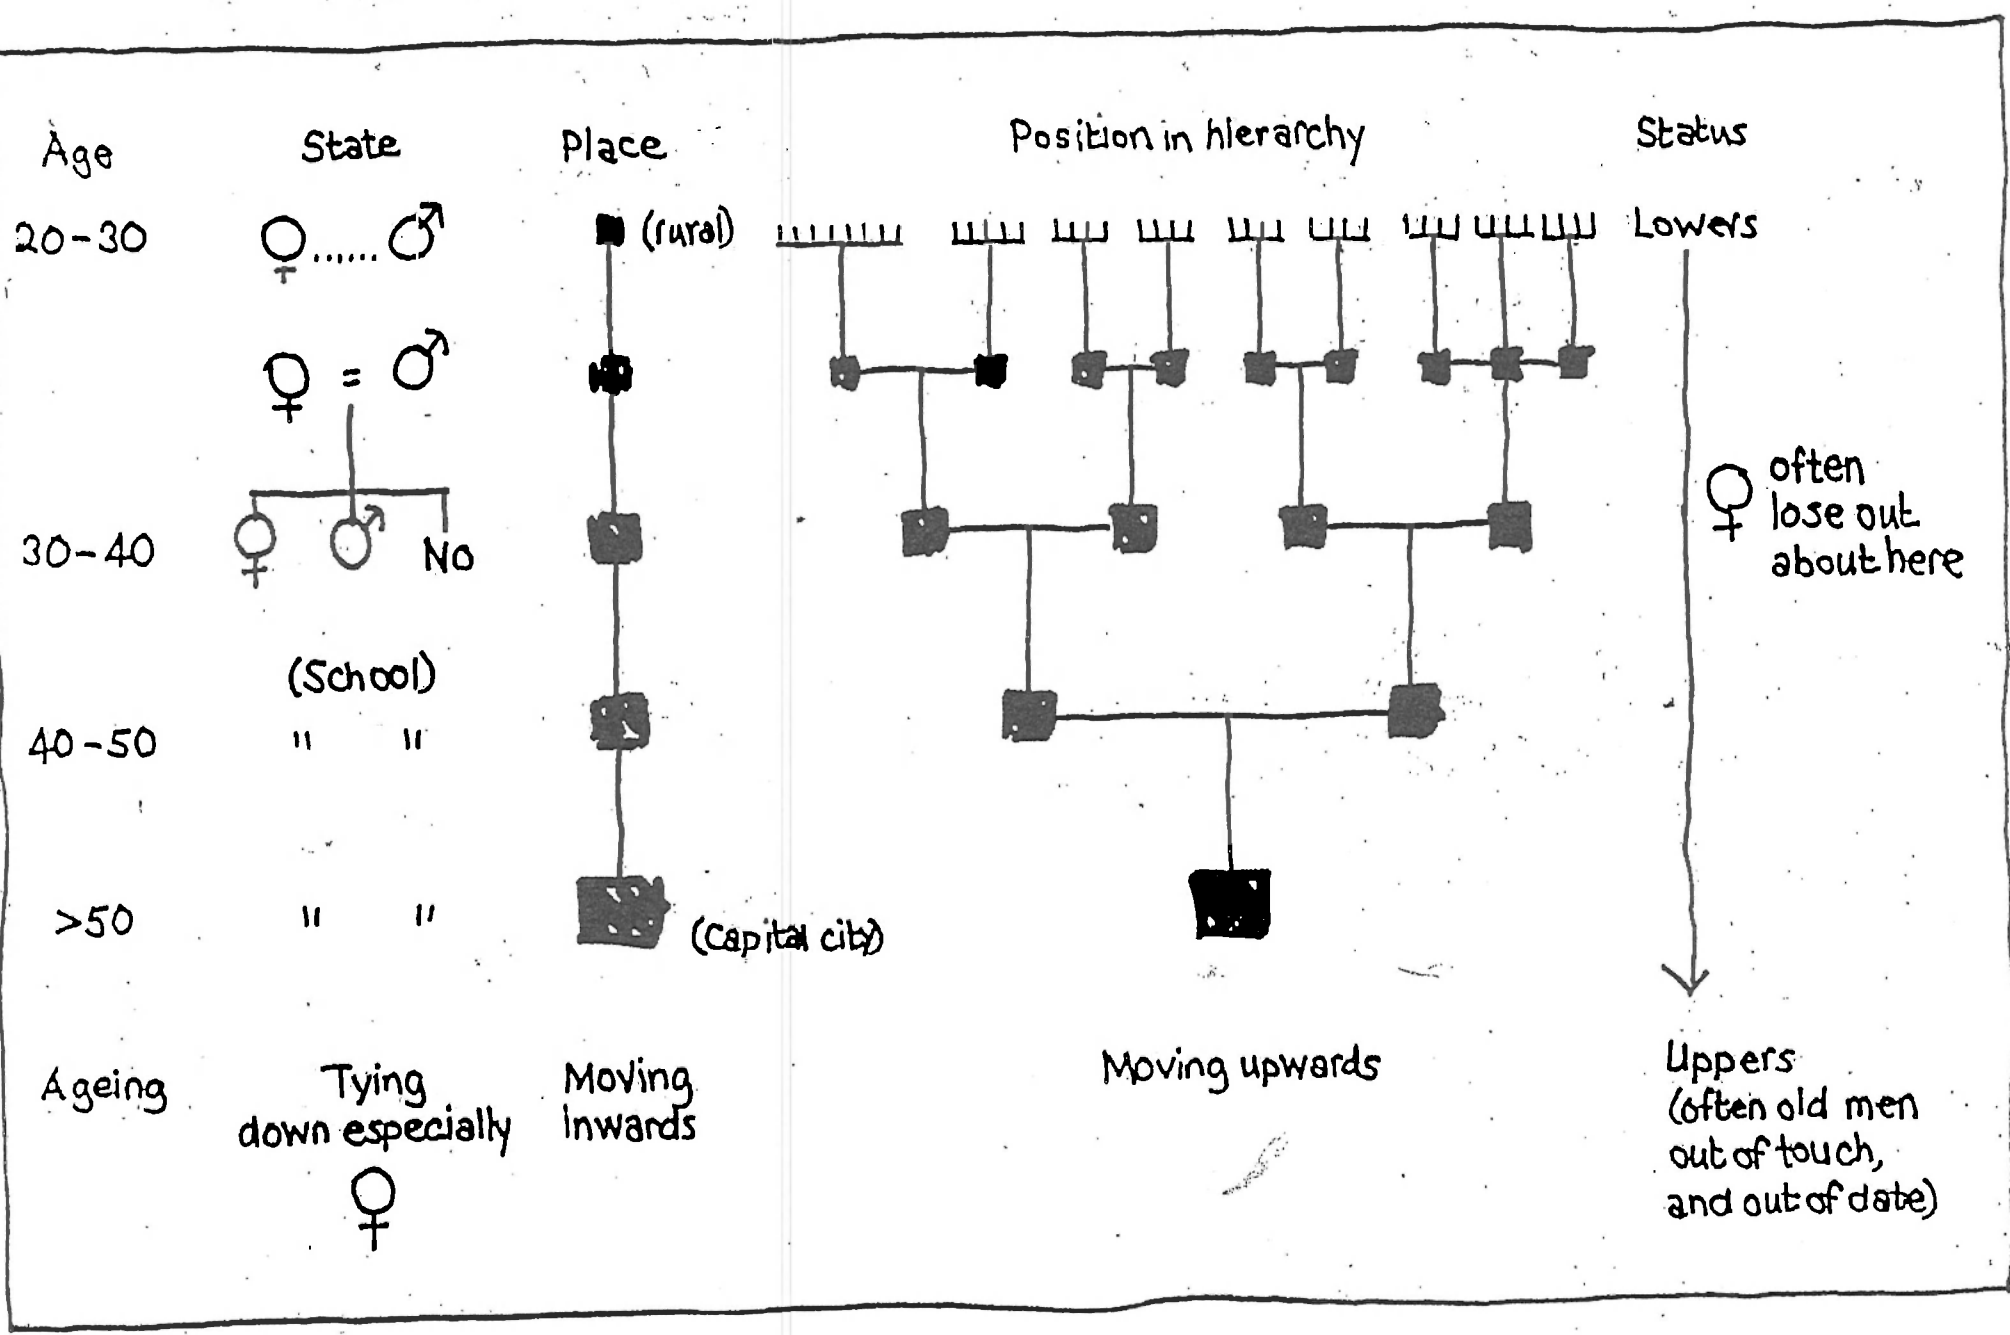 Age State Place Position in hierarchy Status
20-30 ♀......♂ (rural) Lowers
♀ = ♂
♀ often
lose out
about here
30-40 ♀ ♂ NO
(School)
40-50 " "
>50 " " (Capital city)
Ageing Tying down especially ♀
Moving
inwards
Moving upwards
Uppers
(often old men
out of touch,
and out of date)